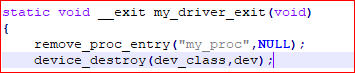 static void __exit my_driver_exit(void)
{
remove_proc_entry("my_proc",NULL);
device_destroy(dev_class,dev);